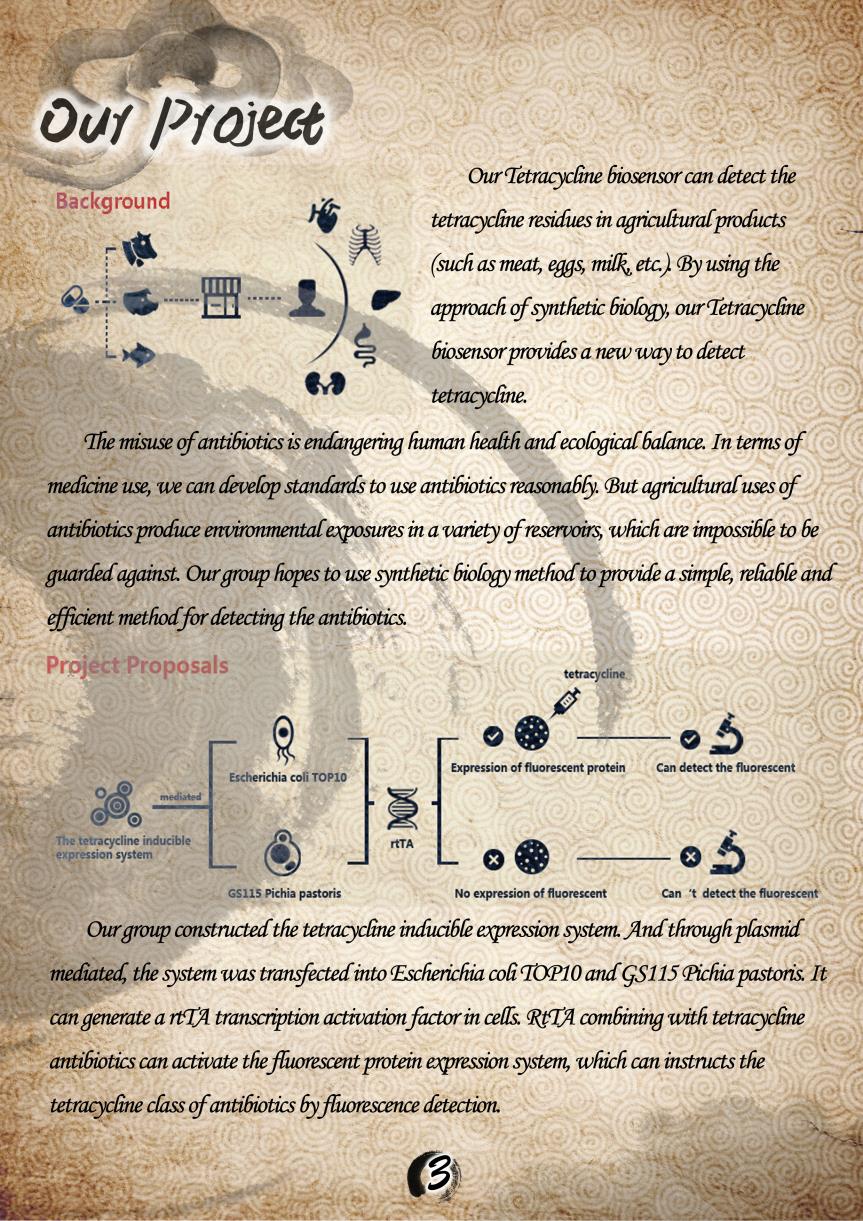 Our Project
Background
Our Tetracycline biosensor can detect the
tetracycline residues in agricultural products
(such as meat, eggs, milk, etc.). By using the
approach of synthetic biology, our Tetracycline
biosensor provides a new way to detect
tetracycline.
The misuse of antibiotics is endangering human health and ecological balance. In terms of
medicine use, we can develop standards to use antibiotics reasonably. But agricultural uses of
antibiotics produce environmental exposures in a variety of reservoirs, which are impossible to be
guarded against. Our group hopes to use synthetic biology method to provide a simple, reliable and
efficient method for detecting the antibiotics.
Project Proposals
tetracycline
Escherichia coli TOP10
Expression of fluorescent protein
Can detect the fluorescent
mediated
The tetracycline inducible
expression system
rtTA
GS115 Pichia pastoris
No expression of fluorescent
Can 't detect the fluorescent
Our group constructed the tetracycline inducible expression system. And through plasmid
mediated, the system was transfected into Escherichia coli TOP10 and GS115 Pichia pastoris. It
can generate a rtTA transcription activation factor in cells. RtTA combining with tetracycline
antibiotics can activate the fluorescent protein expression system, which can instructs the
tetracycline class of antibiotics by fluorescence detection.
3